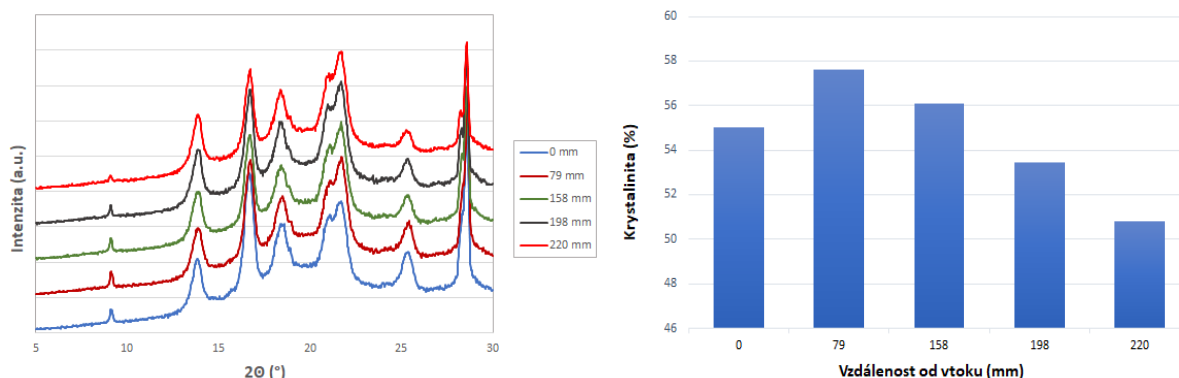 Intenzita (a.u.)
5 10 15 20 25 30
2Θ (°)
0 mm
79 mm
158 mm
198 mm
220 mm
Krystalinita (%)
60
58
56
54
52
50
48
46
0 79 158 198 220
Vzdálenost od vtoku (mm)